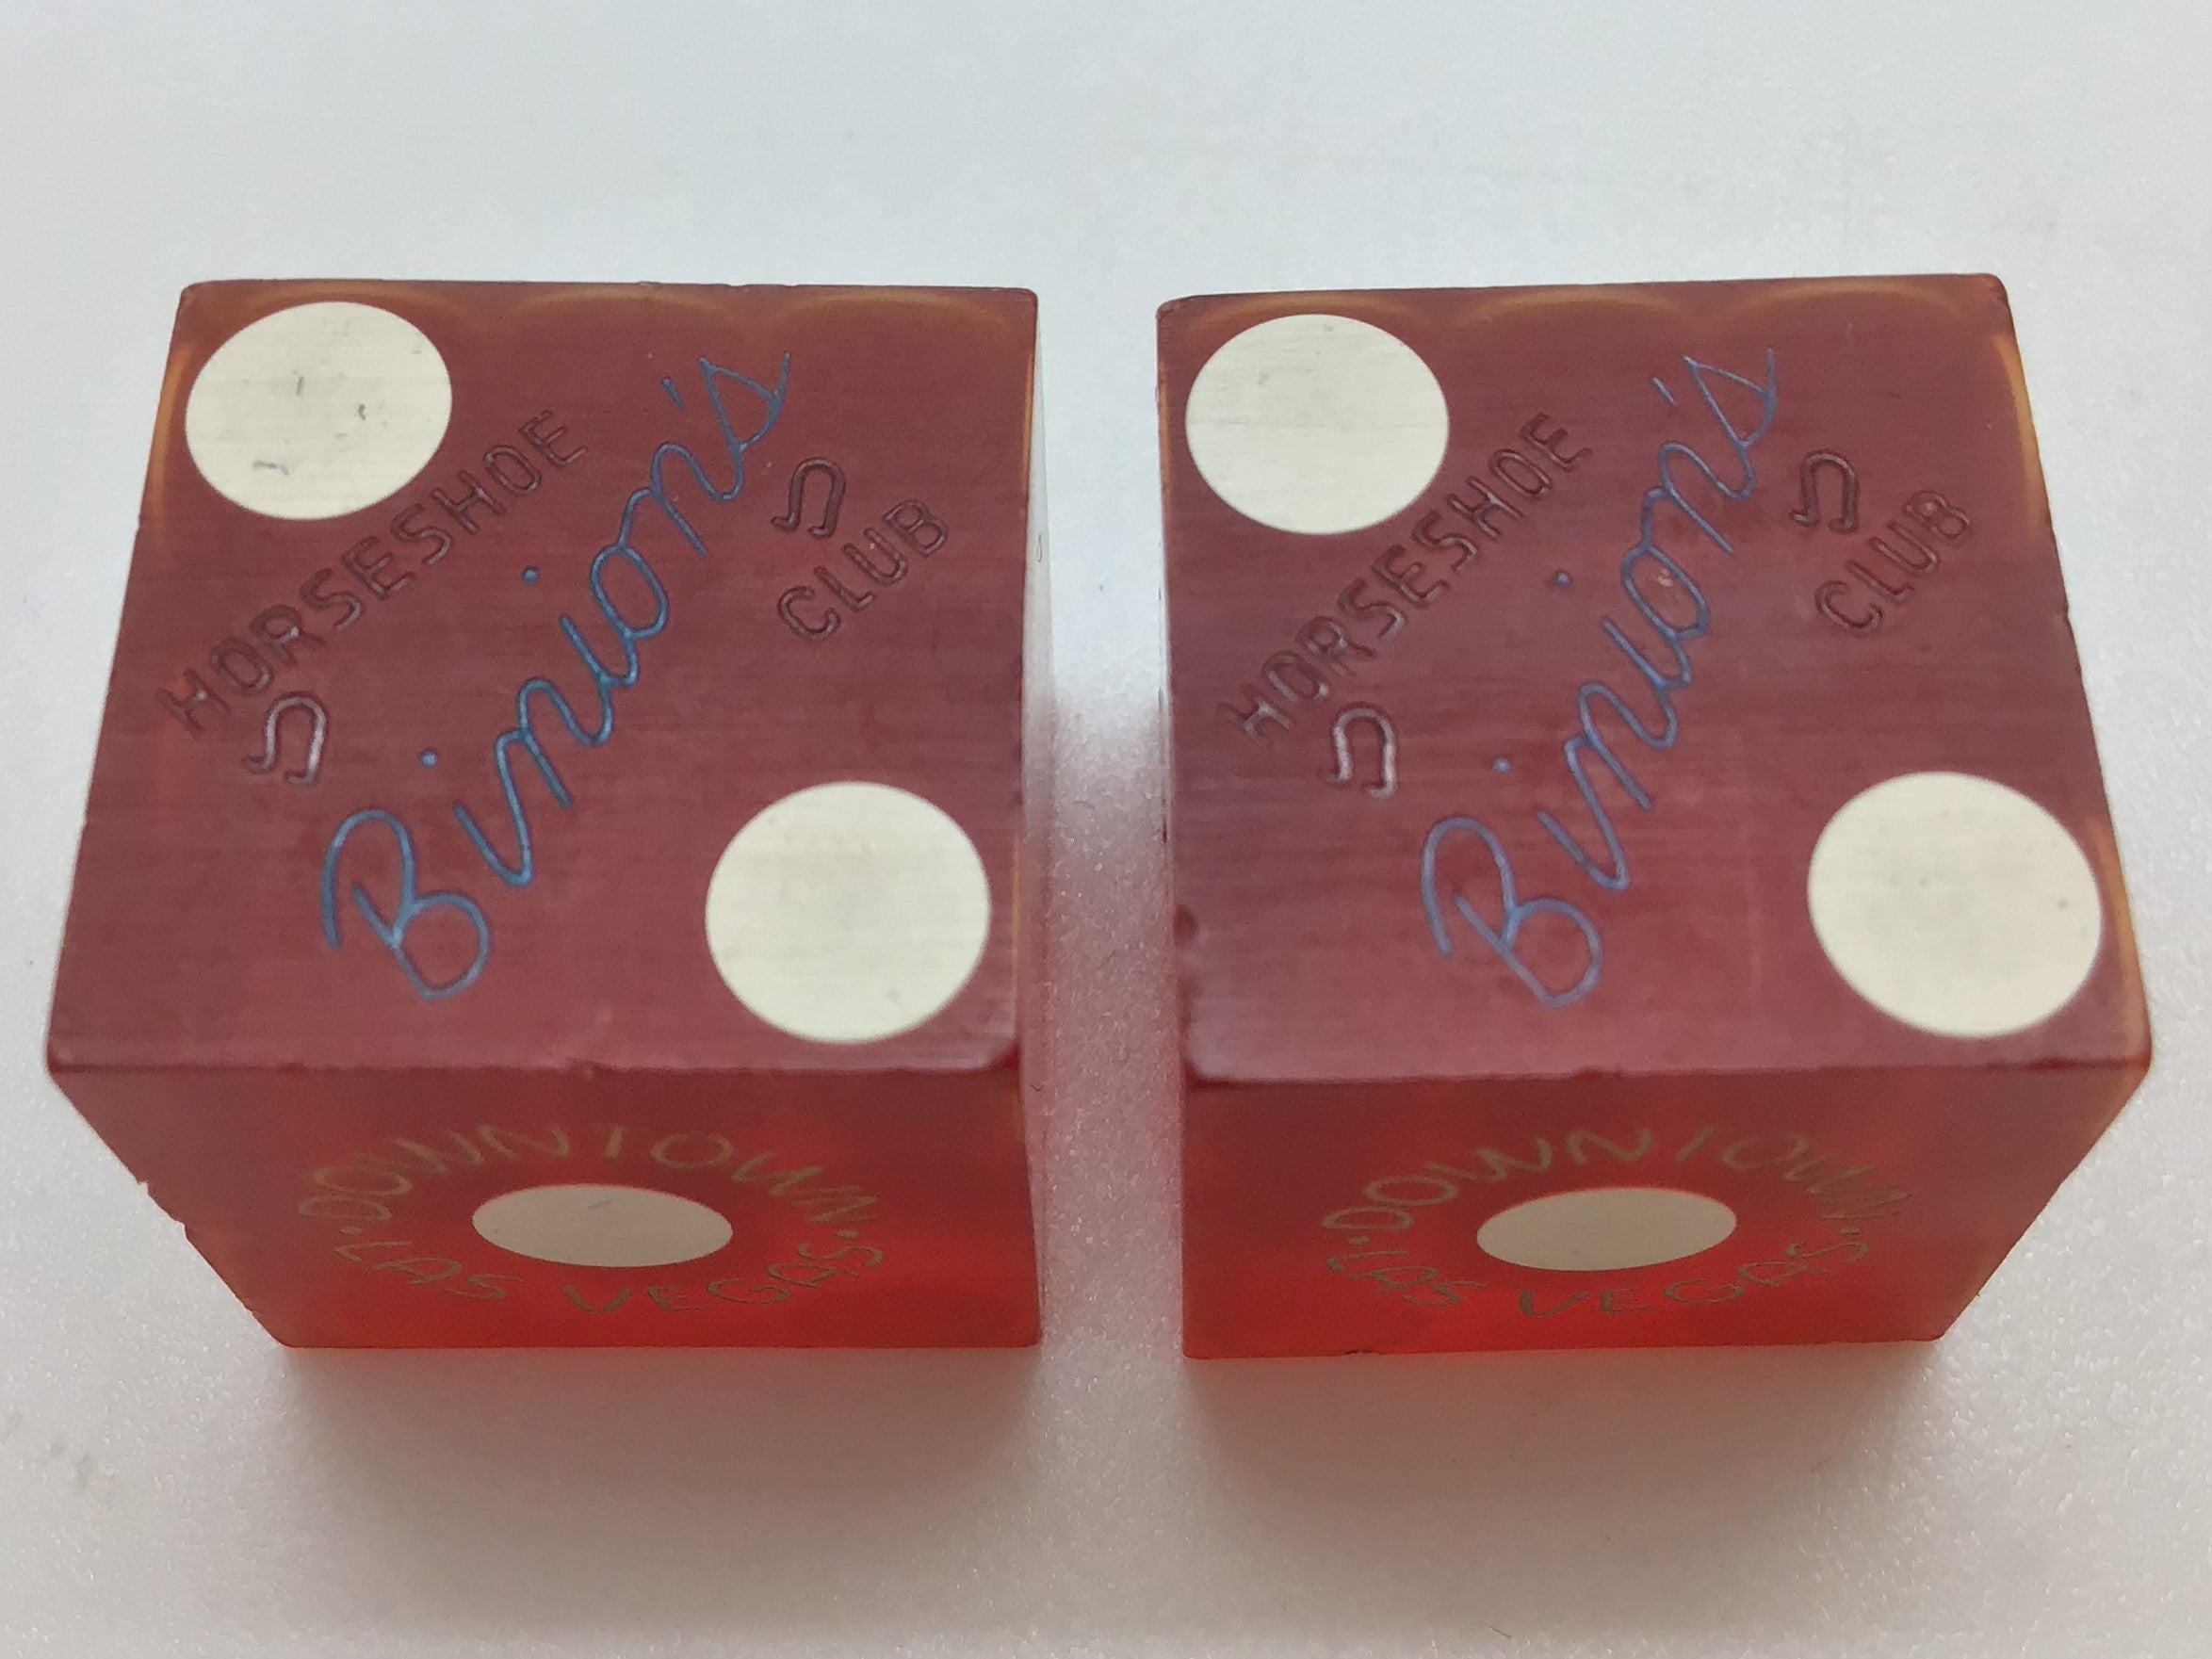 HORSESHOE
Binion's
CLUB
·DOWNTOWN·
LAS VEGAS
HORSESHOE
Binion's
CLUB
·DOWNTOWN·
LAS VEGAS